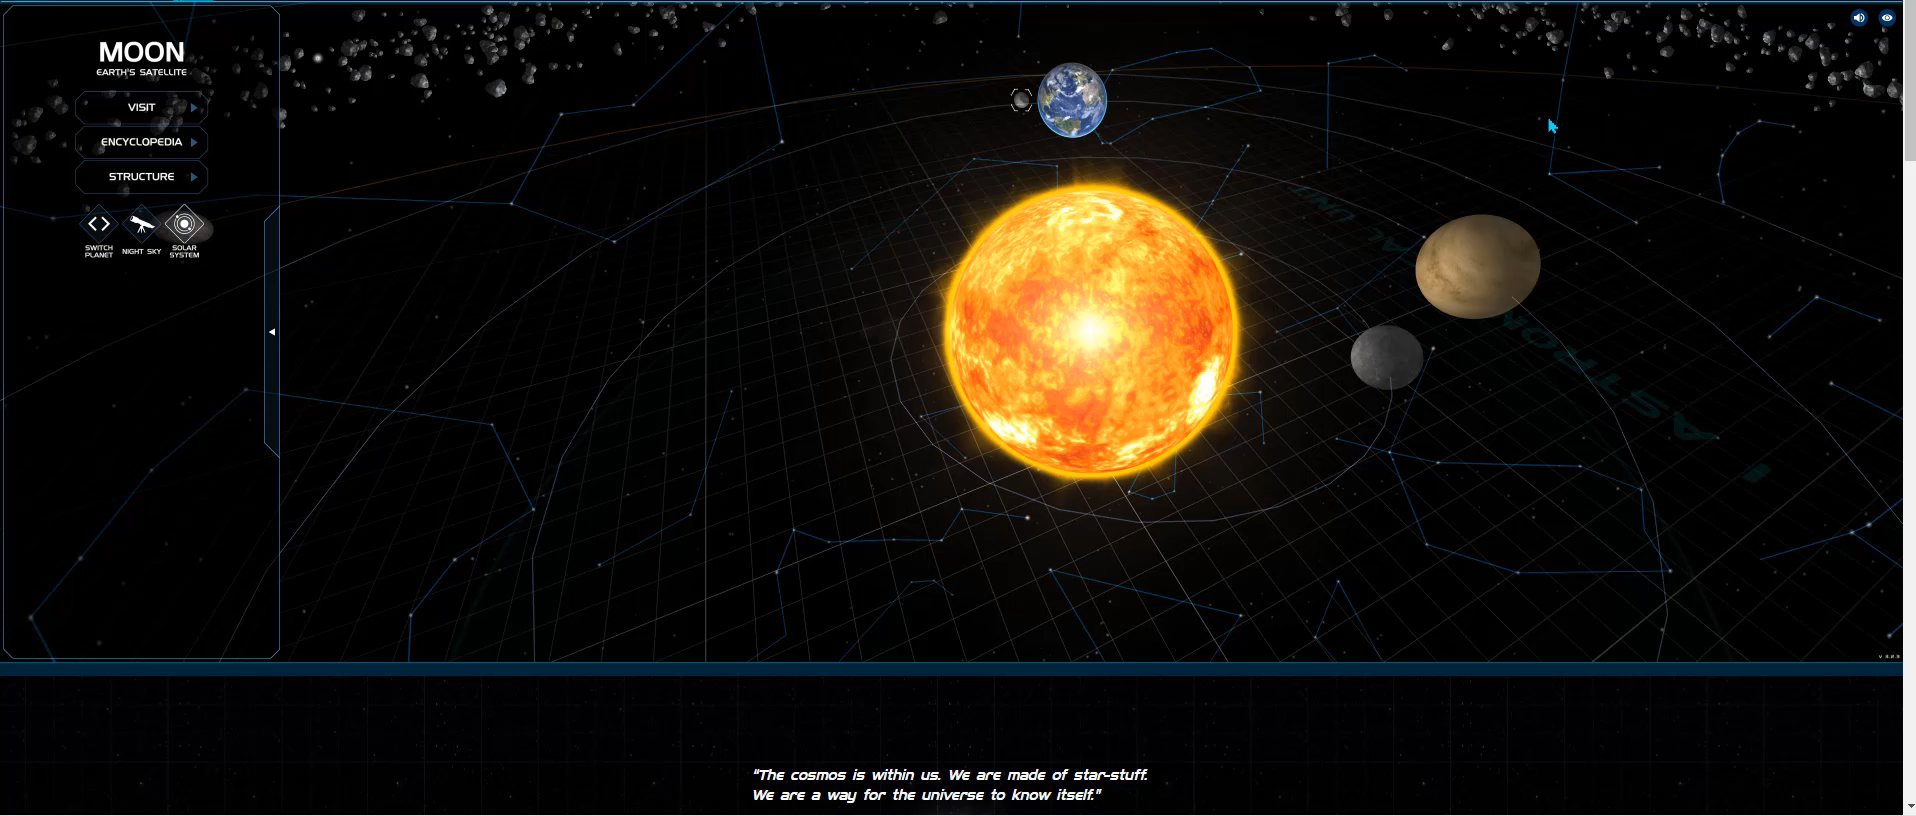 MOON
EARTH'S SATELLITE
VISIT
ENCYCLOPEDIA
STRUCTURE
SWITCH
PLANET
NIGHT SKY
SOLAR
SYSTEM
"The cosmos is within us. We are made of star-stuff.
We are a way for the universe to know itself."